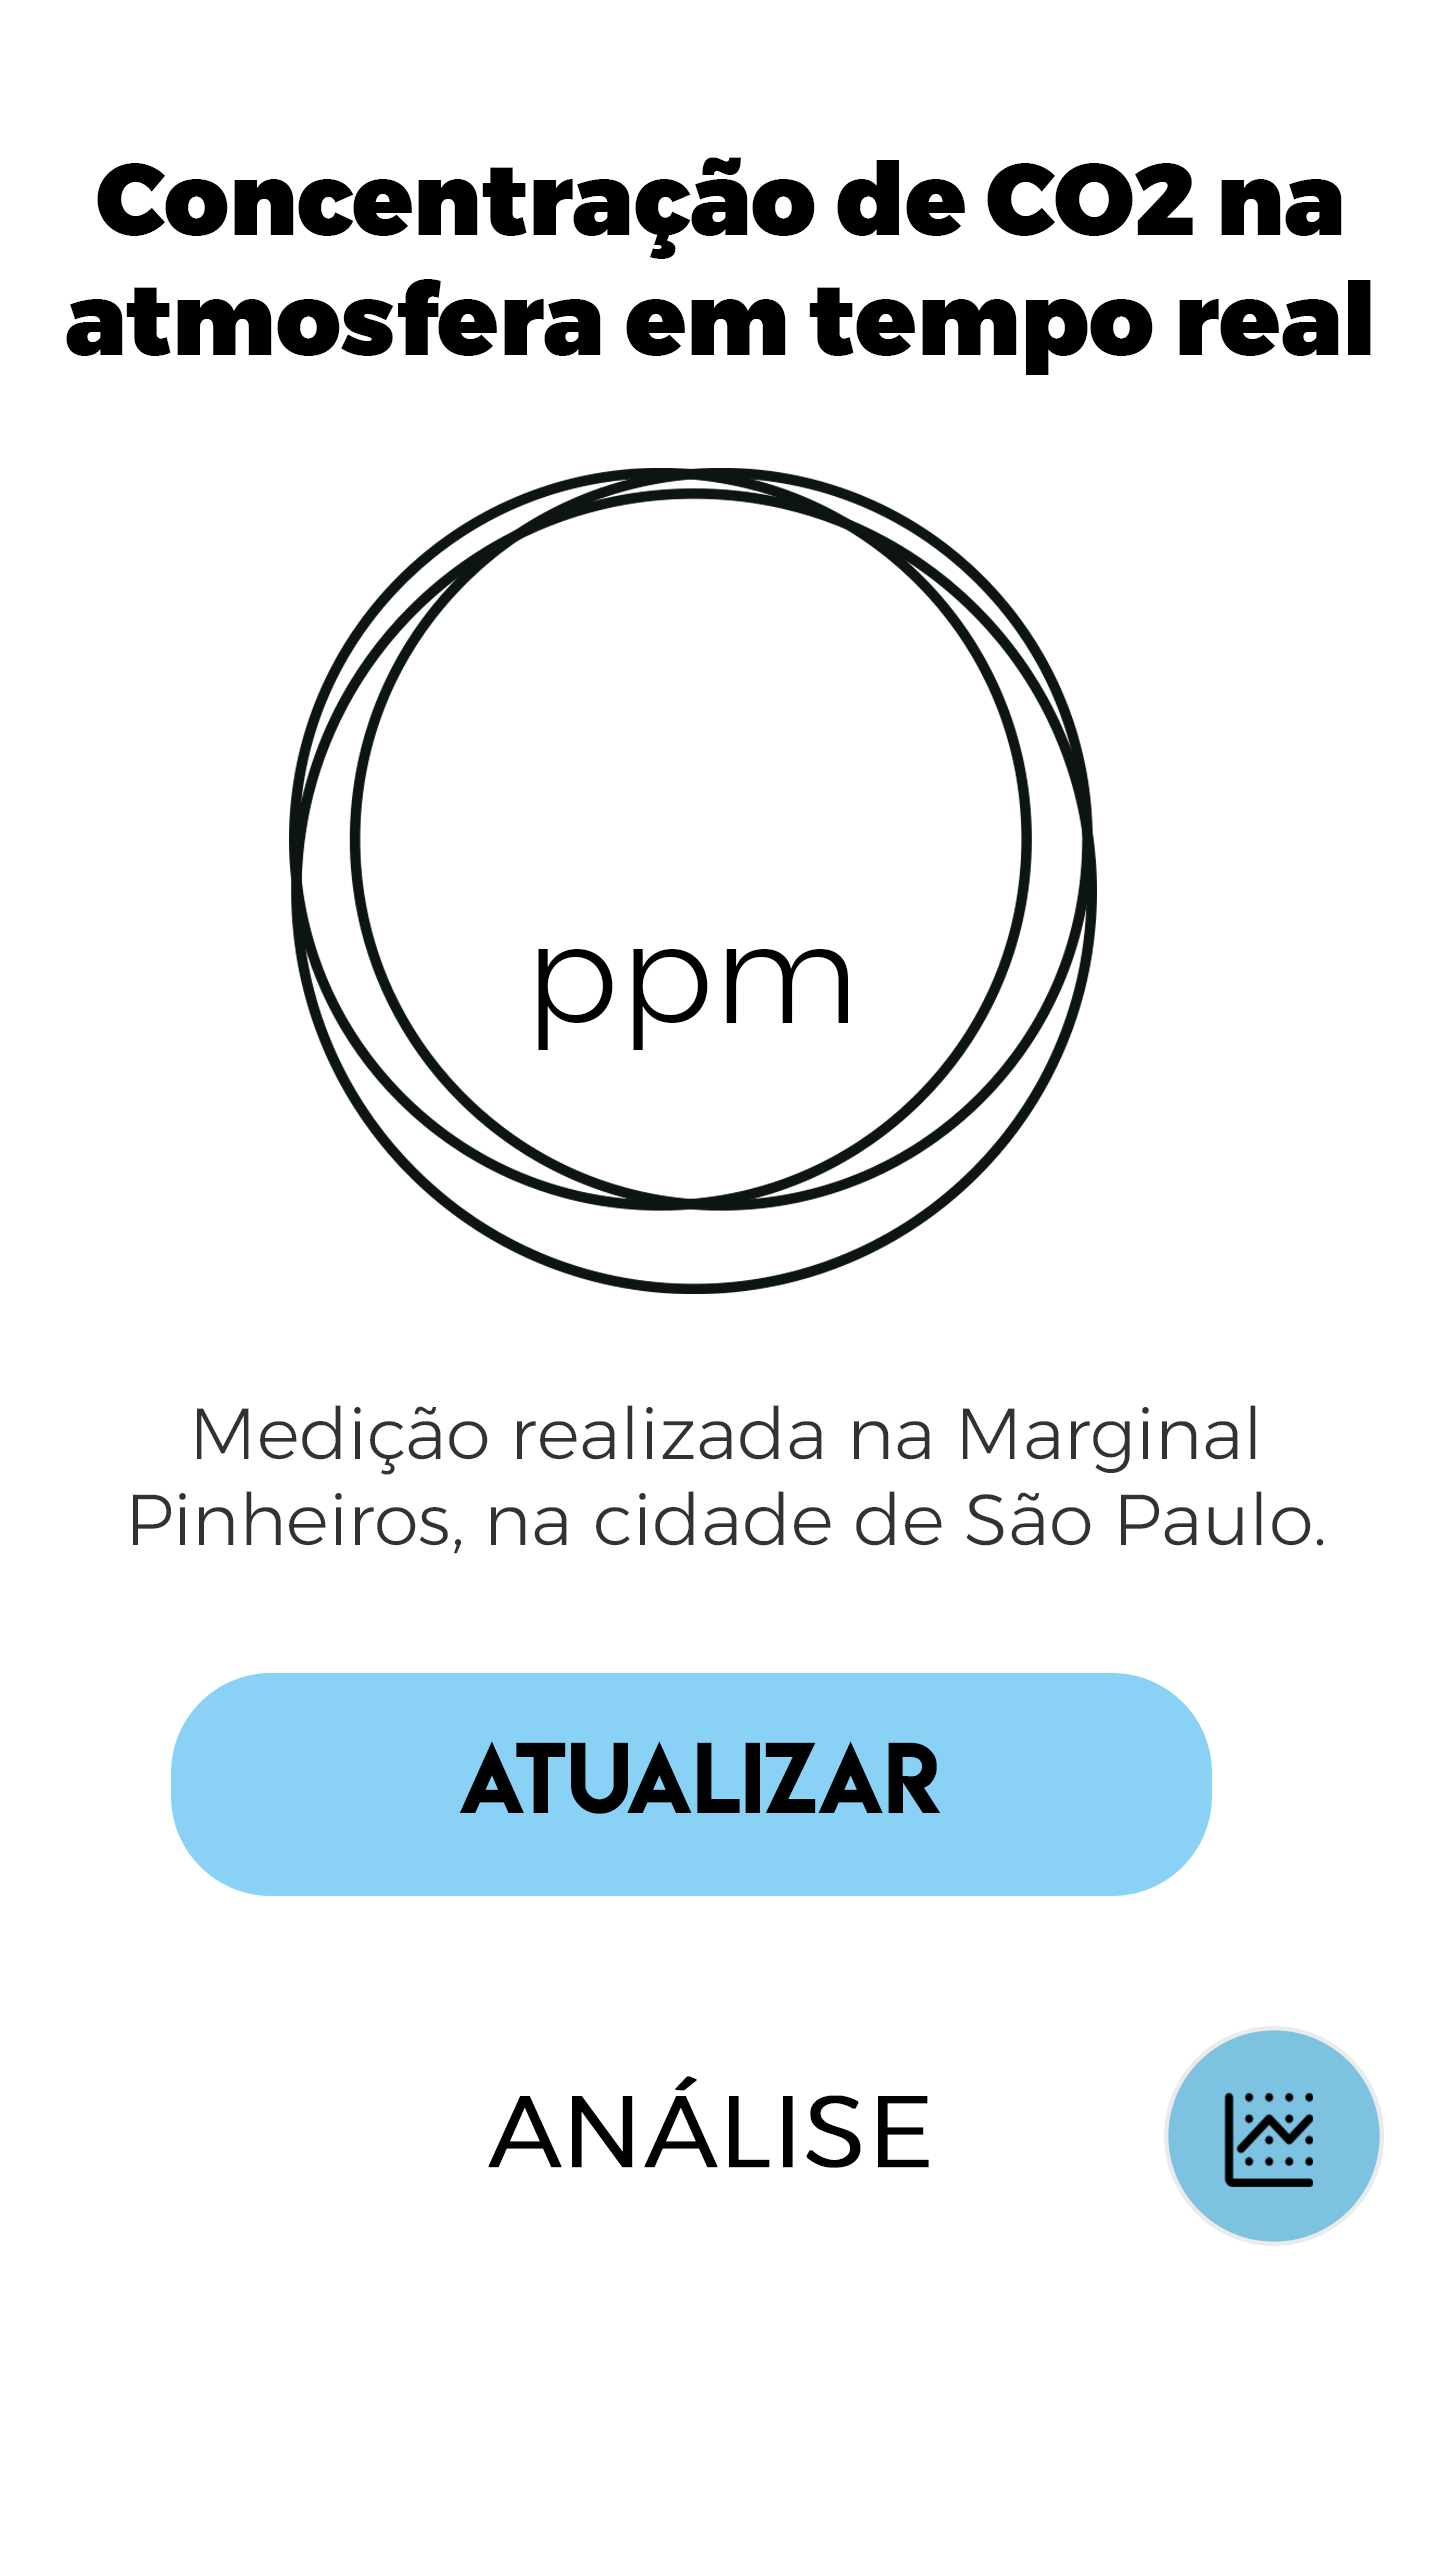 Concentração de CO2 na
atmosfera em tempo real
ppm
Medição realizada na Marginal
Pinheiros, na cidade de São Paulo.
ATUALIZAR
ANÁLISE